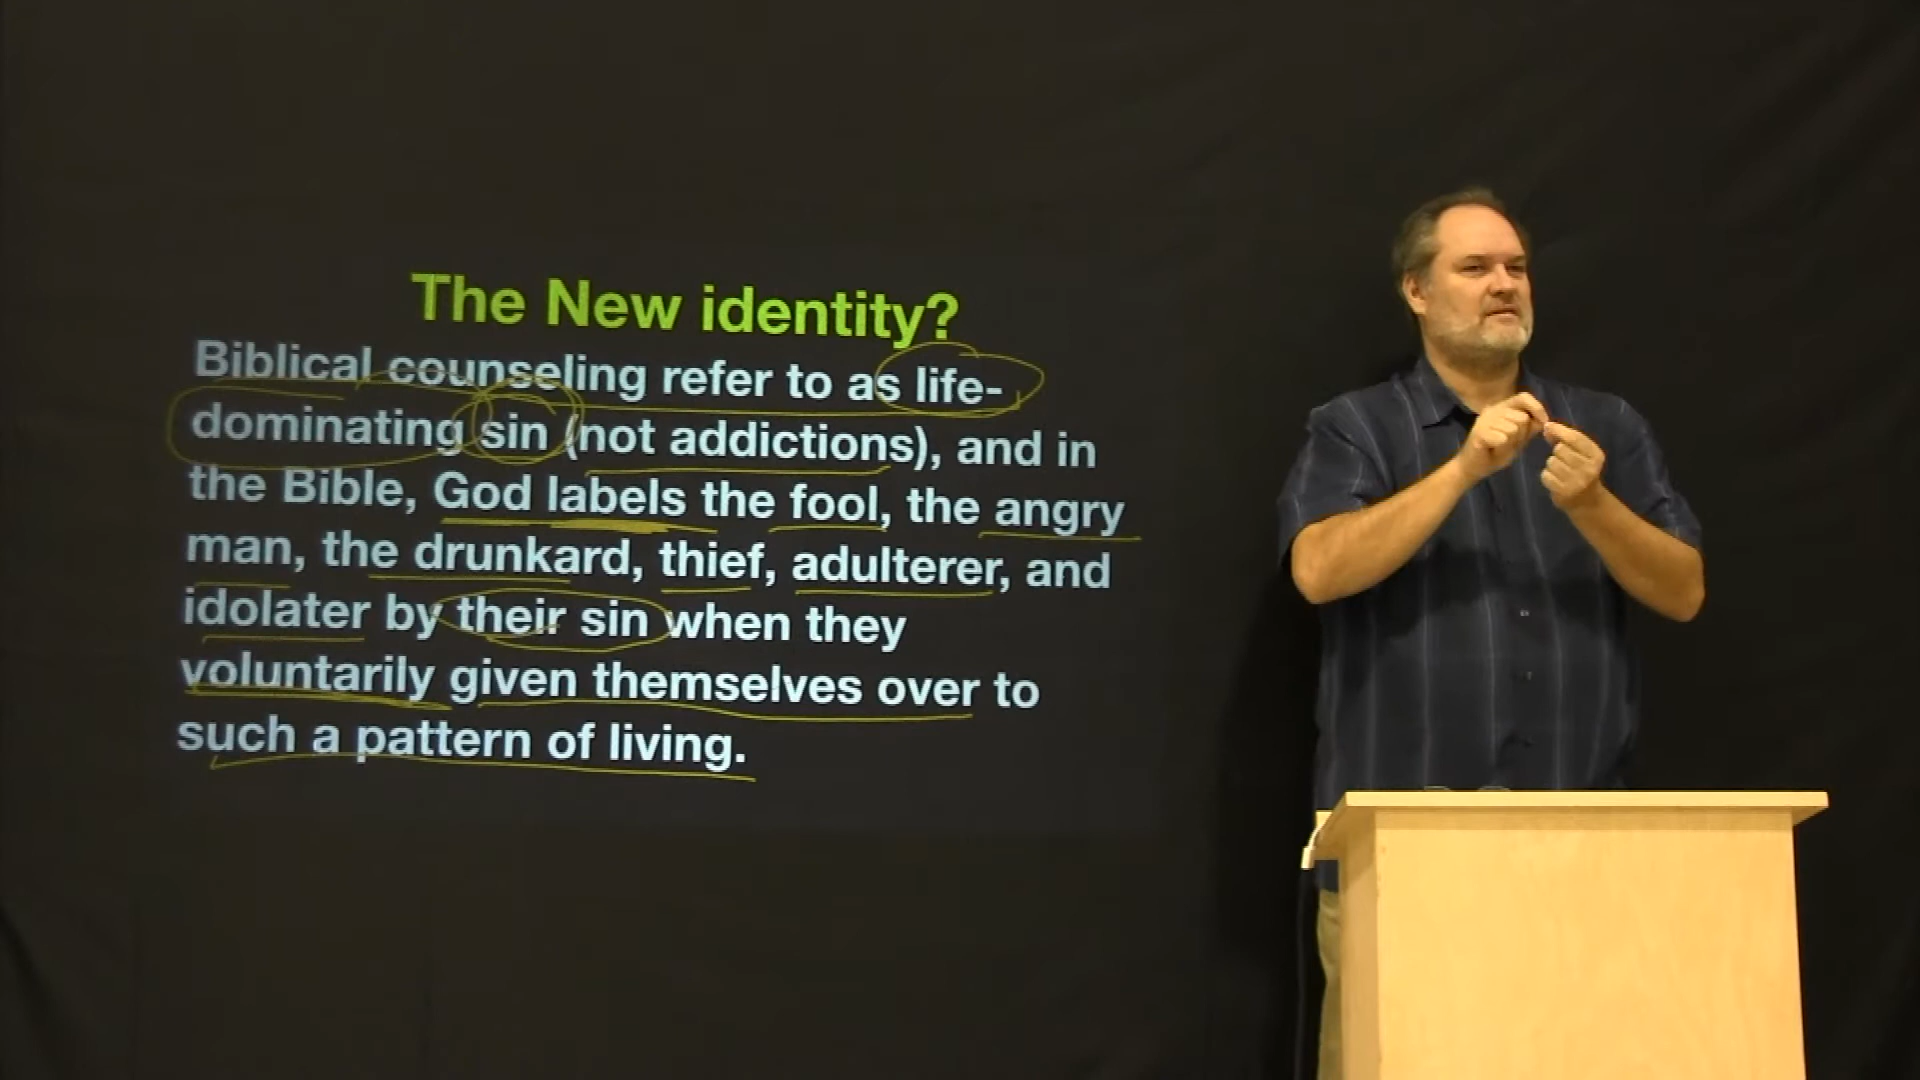 The New identity?
Biblical counseling refer to as life-
dominating sin (not addictions), and in
the Bible, God labels the fool, the angry
man, the drunkard, thief, adulterer, and
idolater by their sin when they
voluntarily given themselves over to
such a pattern of living.